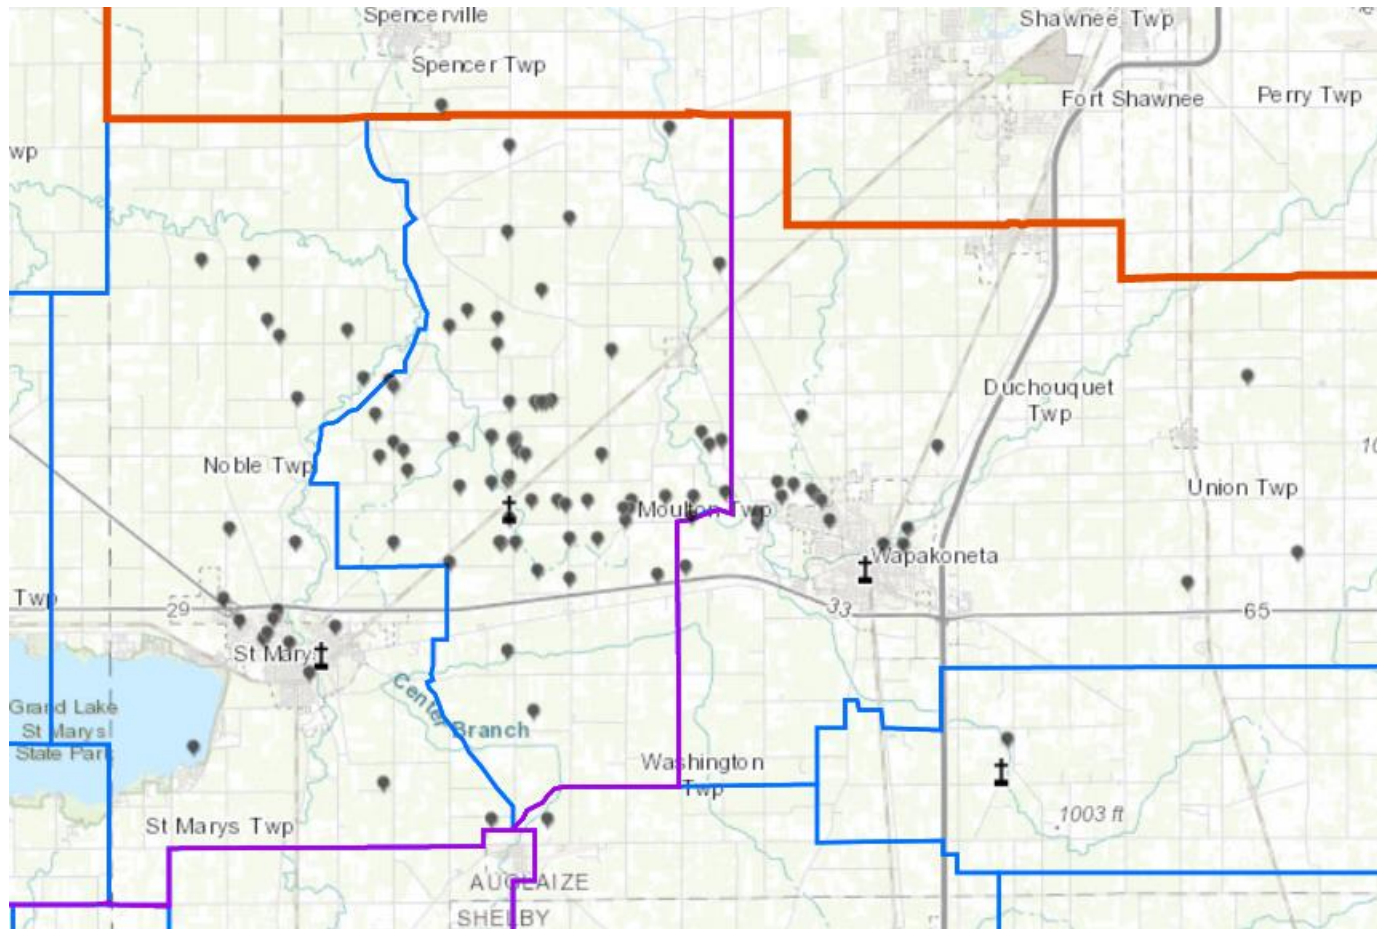 Spencerville
Shawnee Twp
Spencer Twp
Fort Shawnee
Perry Twp
wp
Duchouquet
Twp
Noble Twp
Union Twp
Moulton Twp
Wapakoneta
Twp
29
33
65
St Marys
Grand Lake
St Marys
State Park
Center Branch
Washington
Twp
St Marys Twp
1003 ft
AUGLAIZE
SHELBY